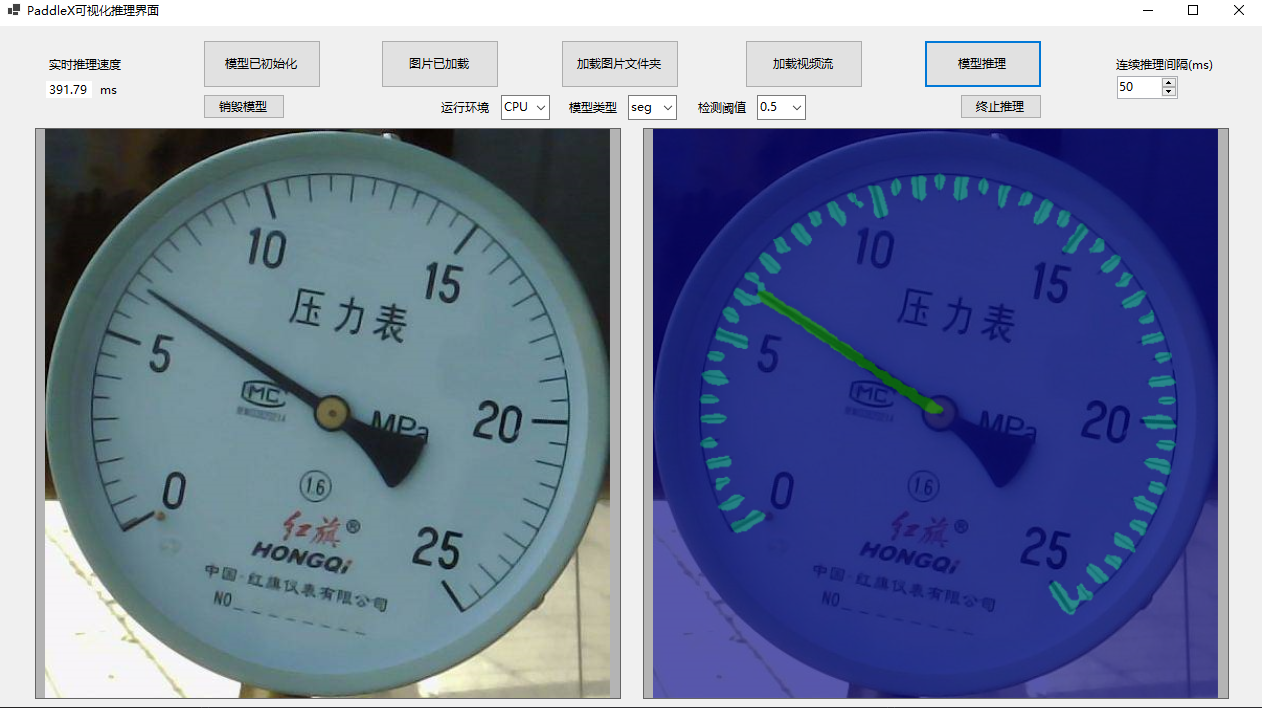 PaddleX可视化推理界面
实时推理速度
391.79 ms
模型已初始化
图片已加载
加载图片文件夹
加载视频流
模型推理
连续推理间隔(ms)
50
销毁模型
运行环境 CPU
模型类型 seg
检测阈值 0.5
终止推理
10
15
压力表
5
MC
MPa
20
0
1.6
红旗®
HONGQi
25
中国·红旗仪表有限公司
NO_ _ _ _ _ _ _ _
10
15
压力表
5
MC
MPa
20
0
1.6
红旗®
HONGQi
25
中国·红旗仪表有限公司
NO_ _ _ _ _ _ _ _